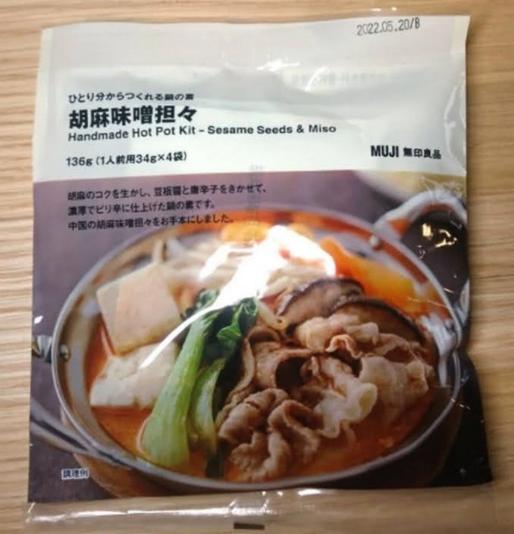 2022.05.20/B
ひとり分からつくれる鍋の素
胡麻味噌担々
Handmade Hot Pot Kit – Sesame Seeds & Miso
136g（1人前用34g×4袋）
MUJI 無印良品
胡麻のコクを生かし、豆板醤と唐辛子をきかせて、
濃厚でピリ辛に仕上げた鍋の素です。
中国の胡麻味噌担々をお手本にしました。
調理例